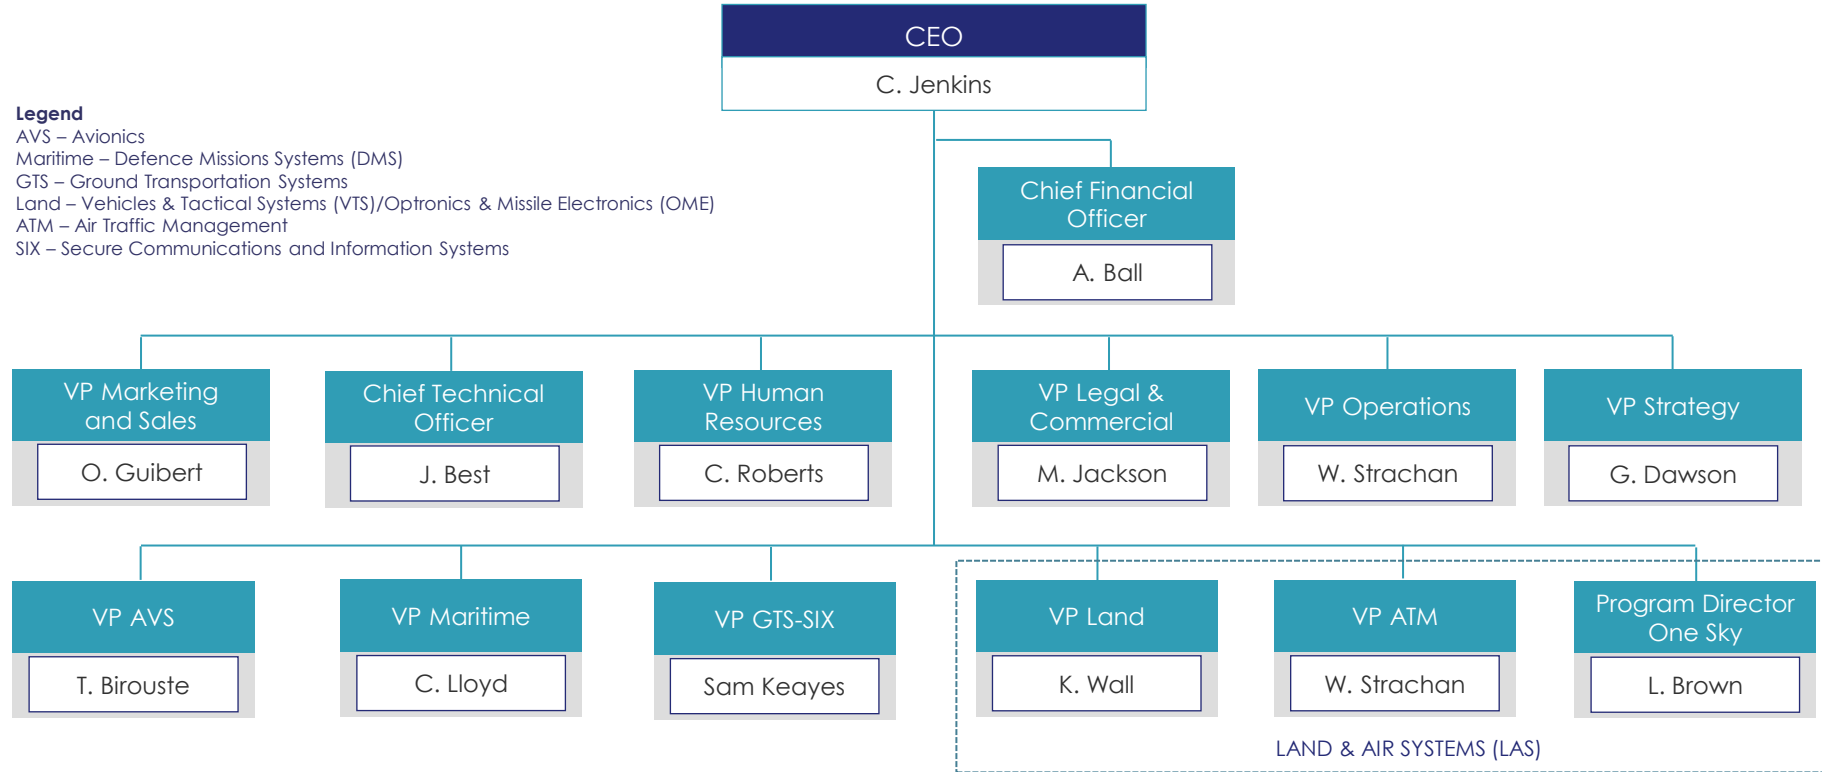 CEO
C. Jenkins
Legend
AVS – Avionics
Maritime – Defence Missions Systems (DMS)
GTS – Ground Transportation Systems
Land – Vehicles & Tactical Systems (VTS)/Optronics & Missile Electronics (OME)
ATM – Air Traffic Management
SIX – Secure Communications and Information Systems
Chief Financial
Officer
A. Ball
VP Marketing
and Sales
O. Guibert
Chief Technical
Officer
J. Best
VP Human
Resources
C. Roberts
VP Legal &
Commercial
M. Jackson
VP Operations
W. Strachan
VP Strategy
G. Dawson
VP AVS
T. Birouste
VP Maritime
C. Lloyd
VP GTS-SIX
Sam Keayes
VP Land
K. Wall
VP ATM
W. Strachan
Program Director
One Sky
L. Brown
LAND & AIR SYSTEMS (LAS)